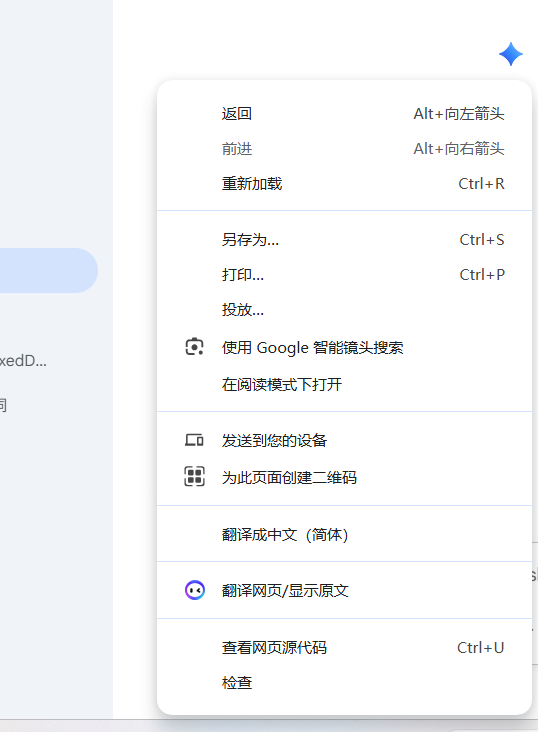 返回 Alt+向左箭头
前进 Alt+向右箭头
重新加载 Ctrl+R
另存为... Ctrl+S
打印... Ctrl+P
投放...
使用 Google 智能镜头搜索
xedD...
在阅读模式下打开
发送到您的设备
为此页面创建二维码
翻译成中文（简体）
翻译网页/显示原文
查看网页源代码 Ctrl+U
检查